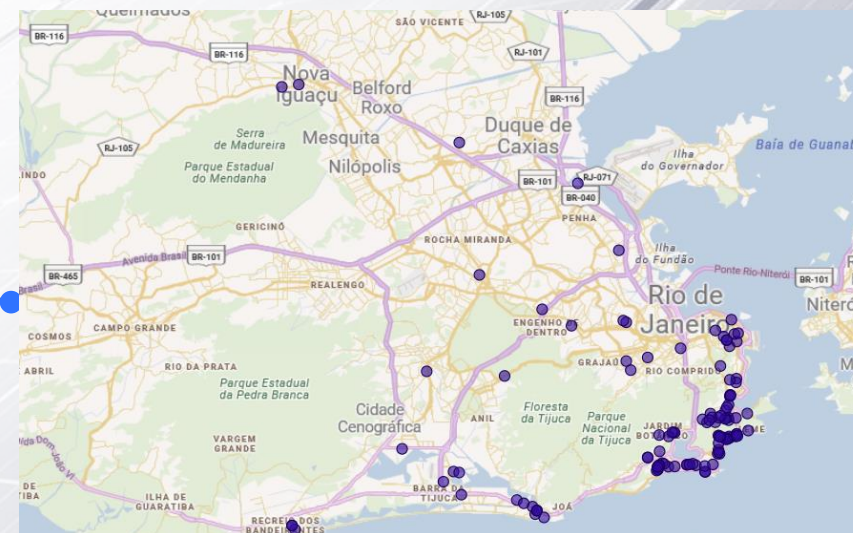 Queimados
SÃO VICENTE
RJ-105
BR-116
BR-116
RJ-101
Nova
Iguaçu
Belford
Roxo
BR-116
Duque de
Caxias
Serra
de Madureira
Mesquita
RJ-105
Parque Estadual
do Mendanha
Nilópolis
Ilha
do Governador
BR-101
RJ-071
BR-040
PENHA
GERICINÓ
ROCHA MIRANDA
Avenida Brasil
BR-101
Ilha
do Fundão
BR-465
Brasil
REALENGO
Ponte Rio-Niterói
BR-101
Rio de
Janeiro
CAMPO GRANDE
COSMOS
ENGENHO DE
DENTRO
ABRIL
RIO DA PRATA
GRAJAÚ
RIO COMPRIDO
Parque Estadual
da Pedra Branca
Cidade
Cenográfica
ANIL
Floresta
da Tijuca
Parque
Nacional
da Tijuca
JARDIM
BOTÂNICO
VARGEM
GRANDE
ILHA DE
GUARATIBA
BARRA DA
TIJUCA
JOÁ
RECREIO DOS
BANDEIRANTES